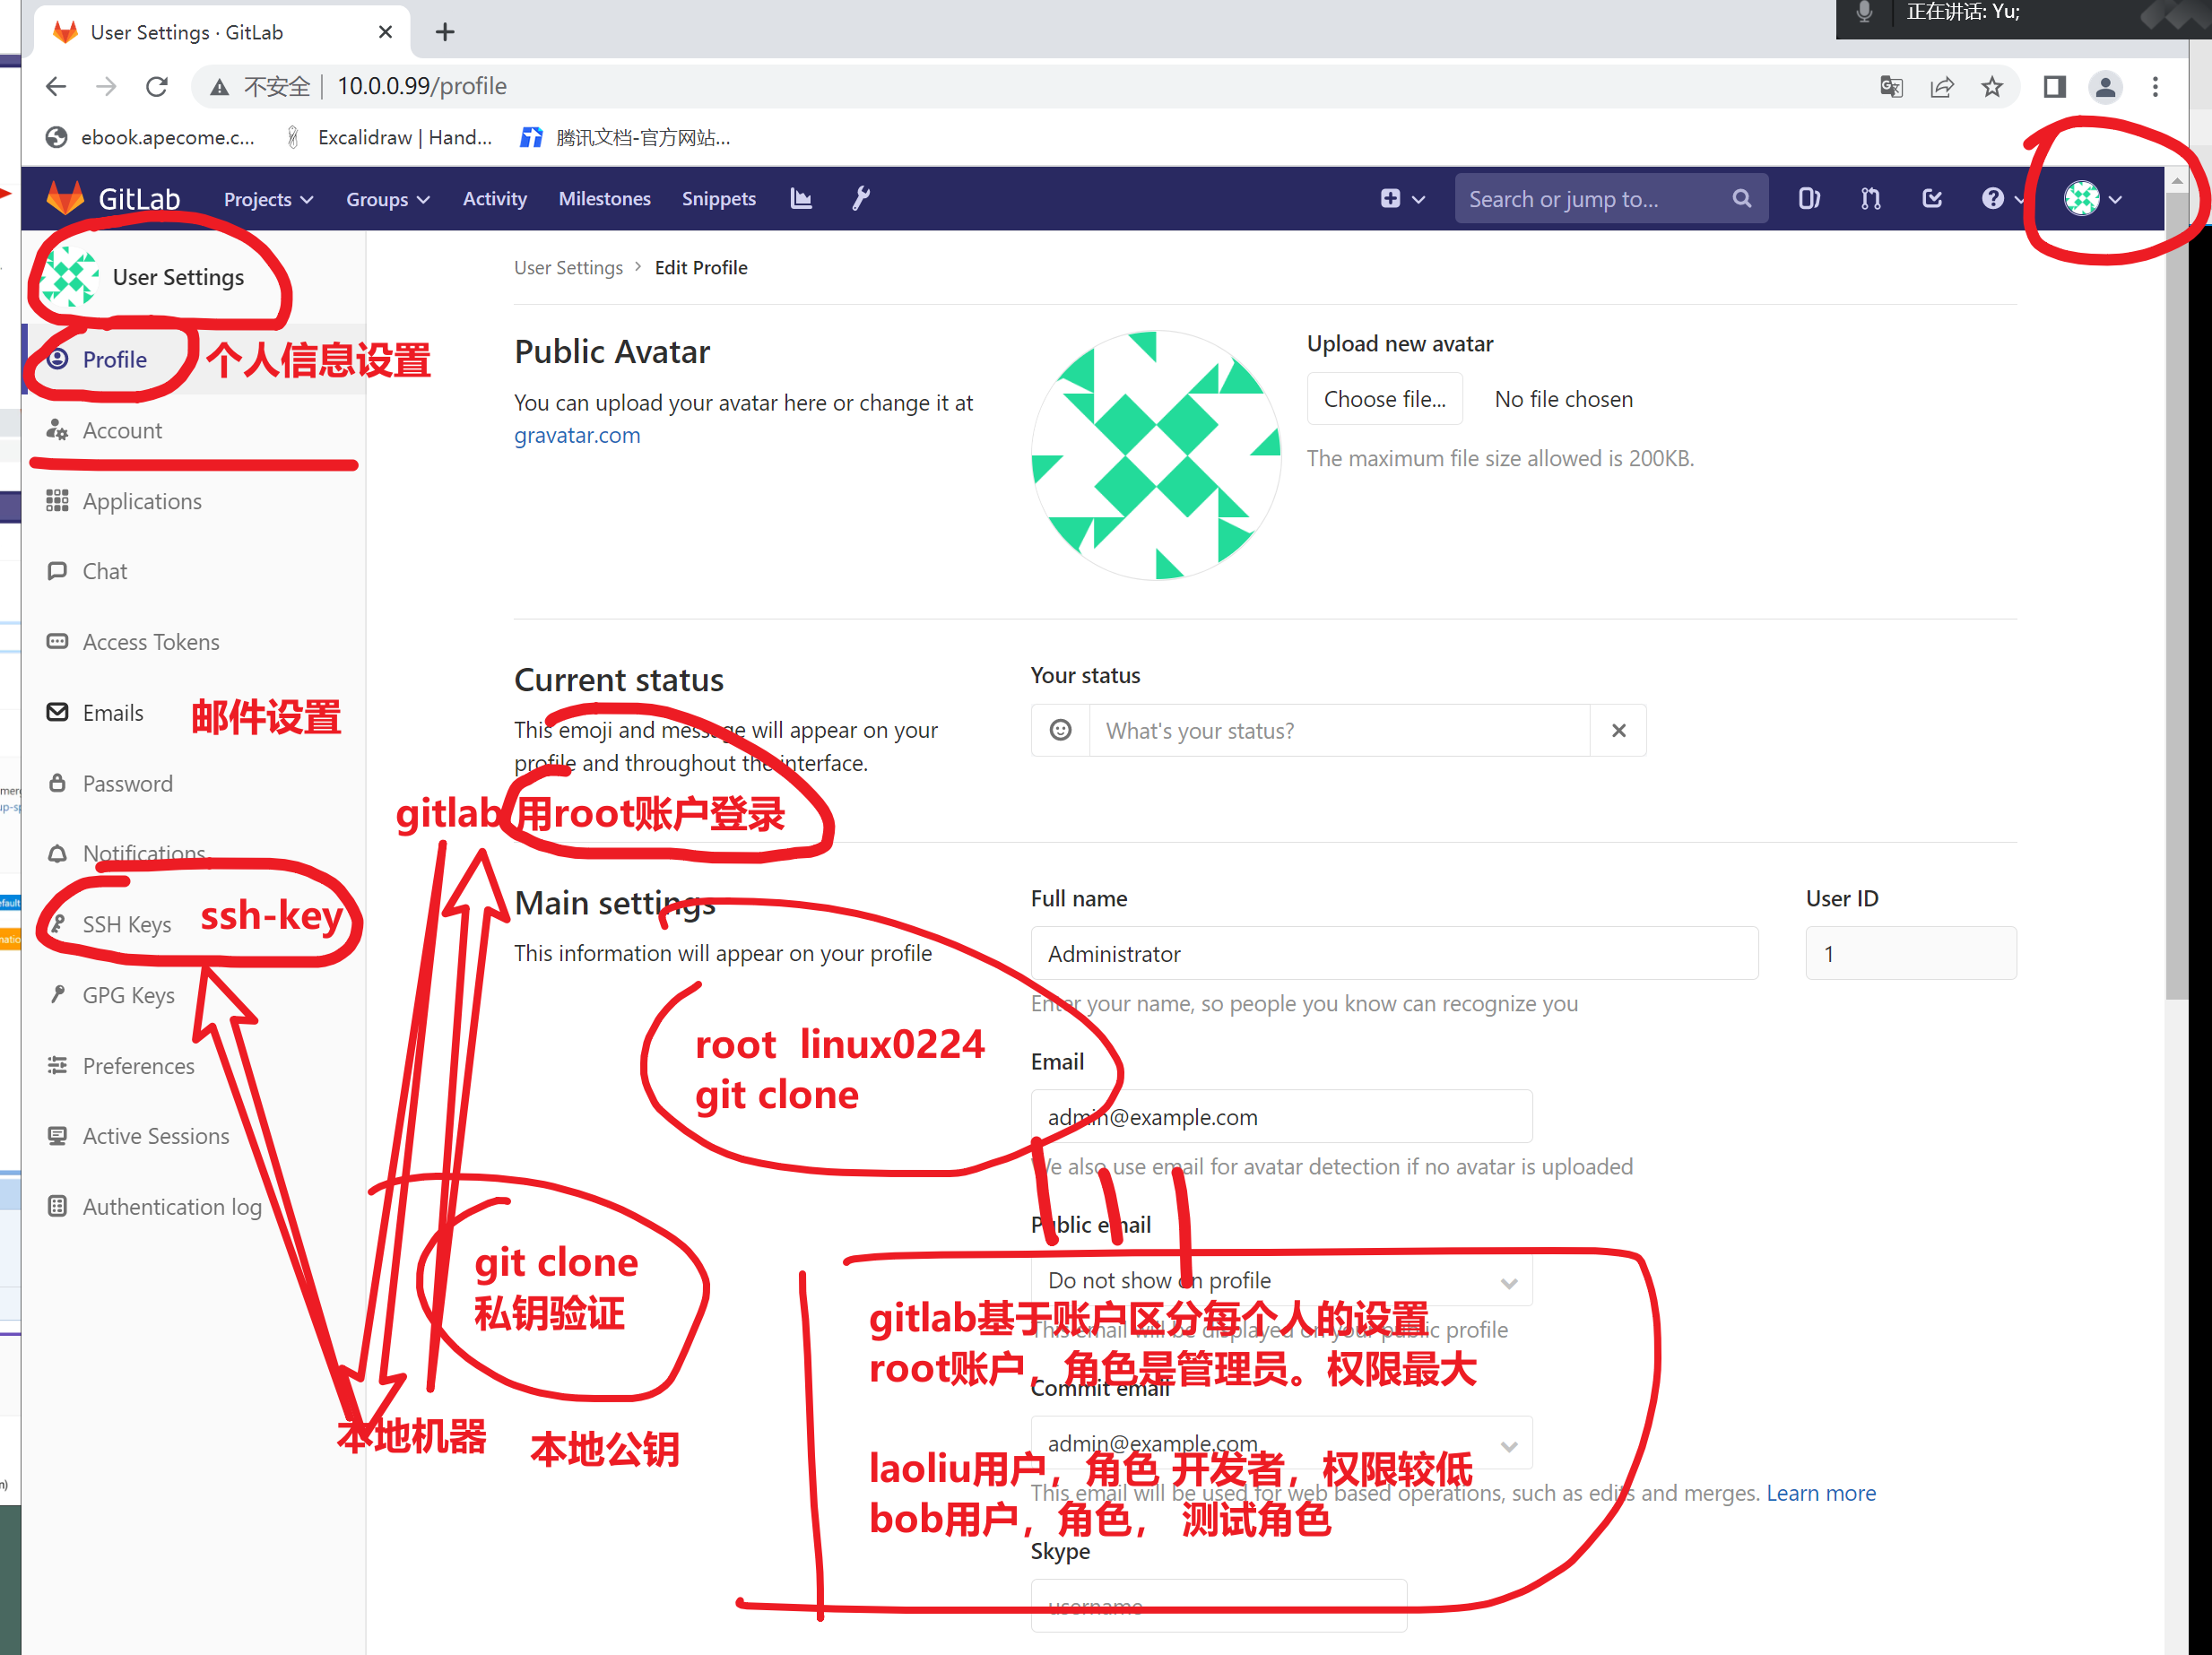 User Settings · GitLab
正在讲话: Yu;
不安全 10.0.0.99/profile
ebook.apecome.c...
Excalidraw | Hand...
腾讯文档-官方网站...
GitLab
Projects
Groups
Activity
Milestones
Snippets
Search or jump to...
User Settings
Profile
个人信息设置
Account
Applications
Chat
Access Tokens
Emails
邮件设置
Password
Notifications
SSH Keys
ssh-key
GPG Keys
Preferences
Active Sessions
Authentication log
User Settings
Edit Profile
Public Avatar
You can upload your avatar here or change it at
gravatar.com
Upload new avatar
Choose file...
No file chosen
The maximum file size allowed is 200KB.
Current status
This emoji and message will appear on your
profile and throughout the interface.
Your status
What's your status?
gitlab 用root账户登录
Main settings
This information will appear on your profile
Full name
Administrator
Enter your name, so people you know can recognize you
User ID
1
root linux0224
git clone
Email
admin@example.com
We also use email for avatar detection if no avatar is uploaded
Public email
Do not show on profile
This email will be displayed on your public profile
git clone
私钥验证
本地机器
本地公钥
gitlab基于账户区分每个人的设置
root账户，角色是管理员。权限最大
Commit email
admin@example.com
laoliu用户，角色 开发者，权限较低
This email will be used for web based operations, such as edits and merges. Learn more
bob用户，角色， 测试角色
Skype
username